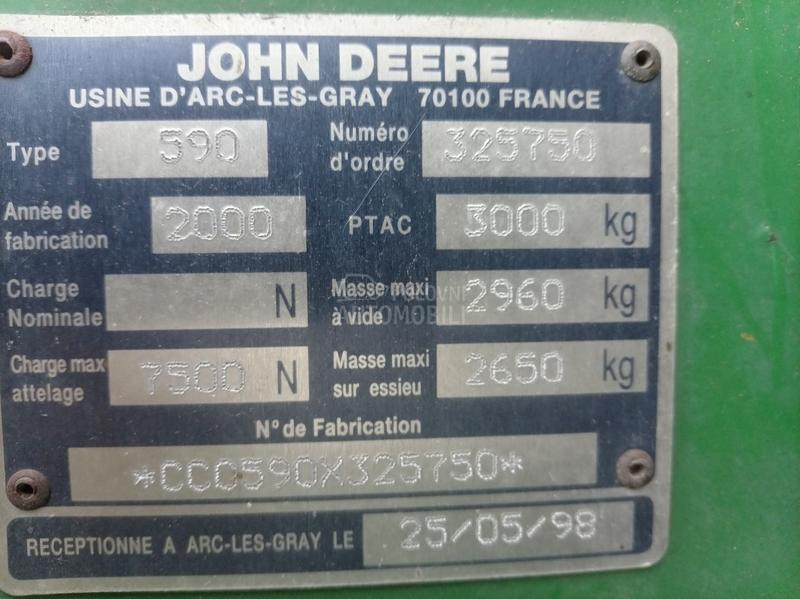 JOHN DEERE
USINE D'ARC-LES-GRAY 70100 FRANCE
Type 590 Numéro d'ordre 325750
Année de fabrication 2000 PTAC 3000 kg
Charge Nominale N Masse maxi à vide 2960 kg
Charge max attelage 7500 N Masse maxi sur essieu 2650 kg
N° de Fabrication
*CC0590X325750*
RECEPTIONNE A ARC-LES-GRAY LE 25/05/98